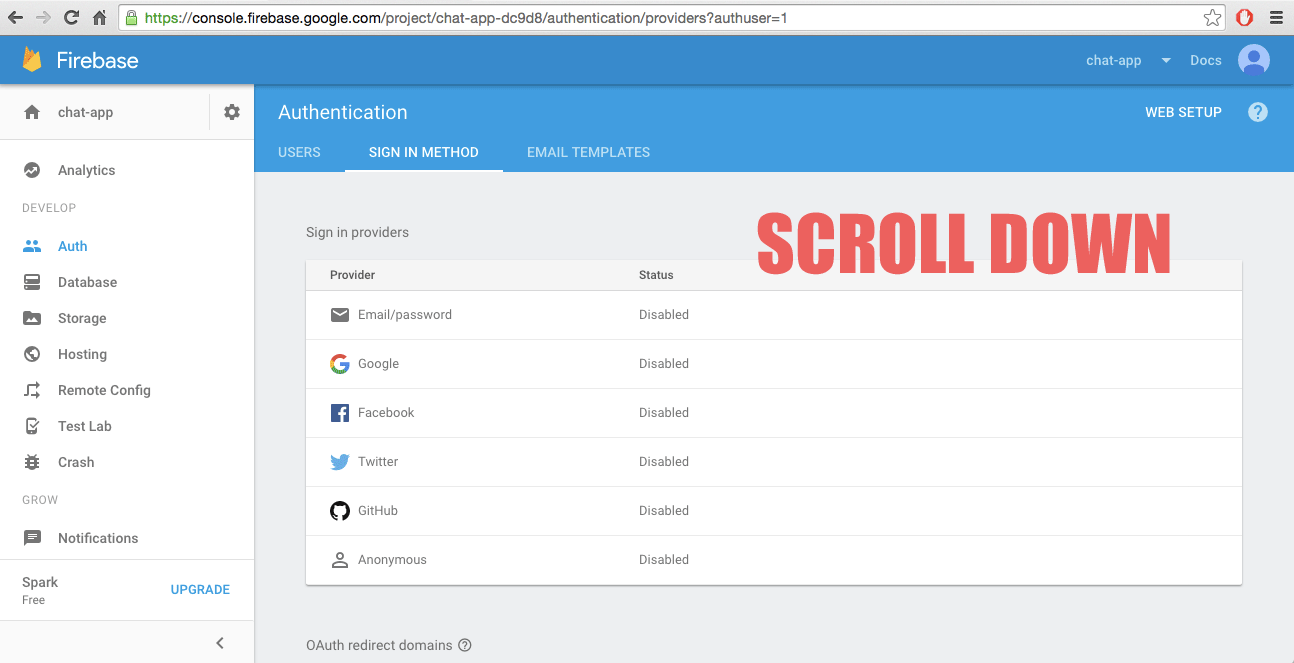 https://console.firebase.google.com/project/chat-app-dc9d8/authentication/providers?authuser=1
Firebase
chat-app
Docs
chat-app
Authentication
WEB SETUP
?
USERS
SIGN IN METHOD
EMAIL TEMPLATES
Analytics
DEVELOP
Auth
Database
Storage
Hosting
Remote Config
Test Lab
Crash
GROW
Notifications
Spark
Free
UPGRADE
SCROLL DOWN
Sign in providers
Provider Status
Email/password Disabled
Google Disabled
Facebook Disabled
Twitter Disabled
GitHub Disabled
Anonymous Disabled
OAuth redirect domains ?